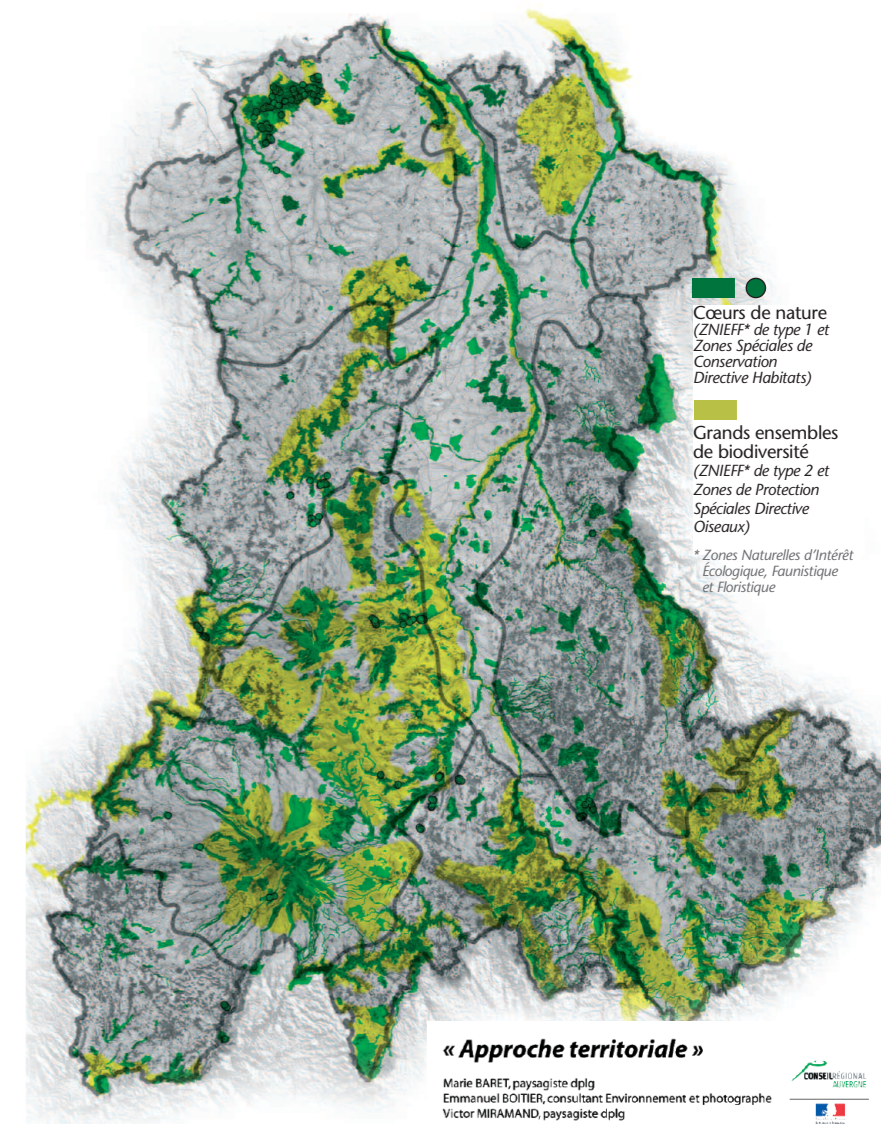 Cœurs de nature
(ZNIEFF* de type 1 et
Zones Spéciales de
Conservation
Directive Habitats)
Grands ensembles
de biodiversité
(ZNIEFF* de type 2 et
Zones de Protection
Spéciales Directive
Oiseaux)
* Zones Naturelles d'Intérêt
Écologique, Faunistique
et Floristique
« Approche territoriale »
Marie BARET, paysagiste dplg
Emmanuel BOITIER, consultant Environnement et photographe
Victor MIRAMAND, paysagiste dplg
CONSEIL RÉGIONAL
AUVERGNE